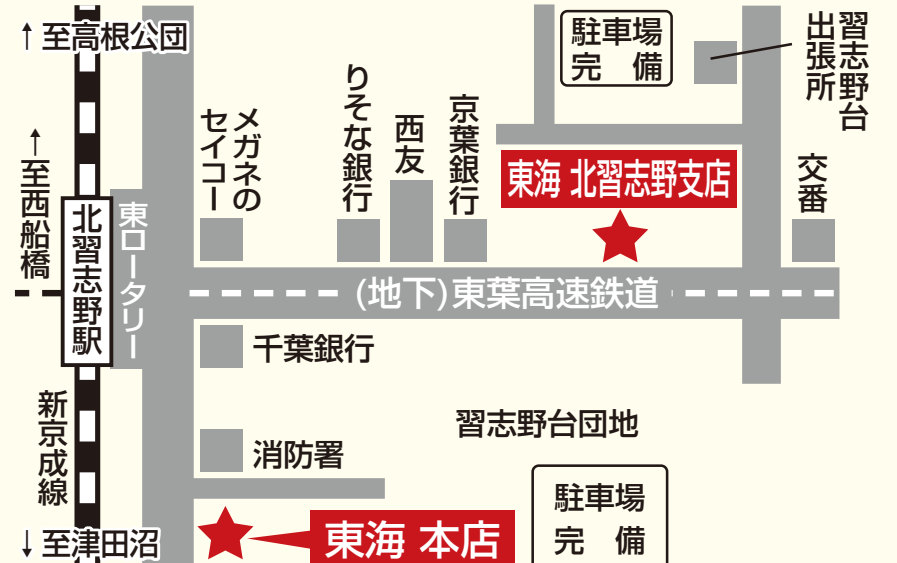 ↑至高根公団
駐車場
完　備
習志野台
出張所
りそな銀行
西友
京葉銀行
メガネの
セイコー
↑至西船橋
東海 北習志野支店
交番
北習志野駅
東ロータリー
(地下)東葉高速鉄道
千葉銀行
新京成線
習志野台団地
消防署
駐車場
完　備
↓至津田沼
東海 本店